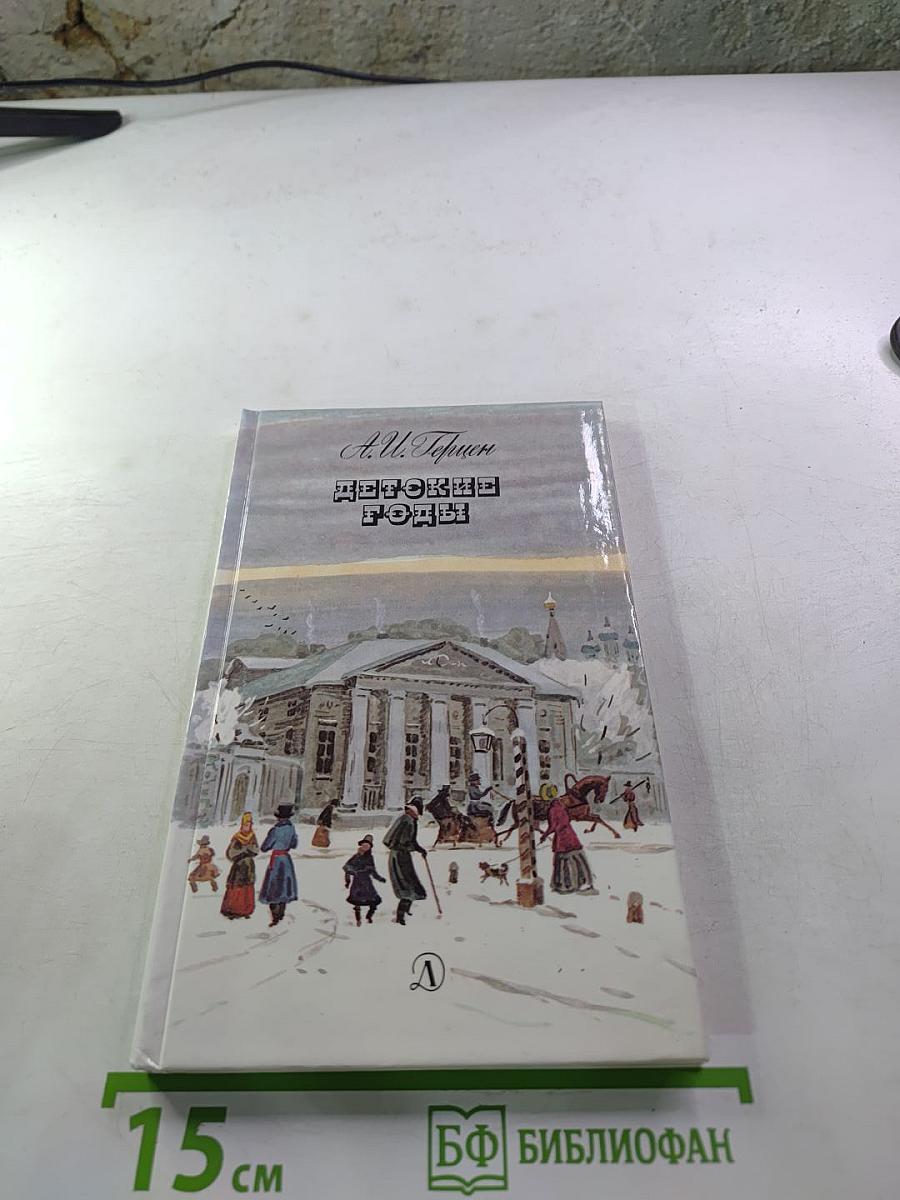 А.И. Герцен
ДЕТСКИЕ
ГОДЫ
Д
15 см
БФ БИБЛИОФАН